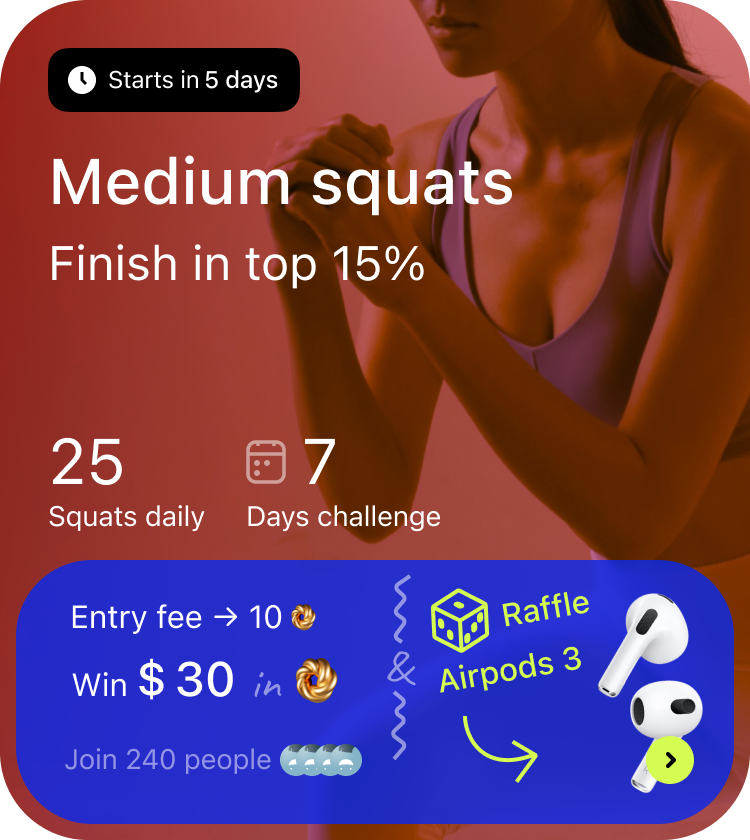 Starts in 5 days
Medium squats
Finish in top 15%
25
Squats daily
7
Days challenge
Entry fee → 10
Win $ 30 in
Join 240 people
&
Raffle
Airpods 3